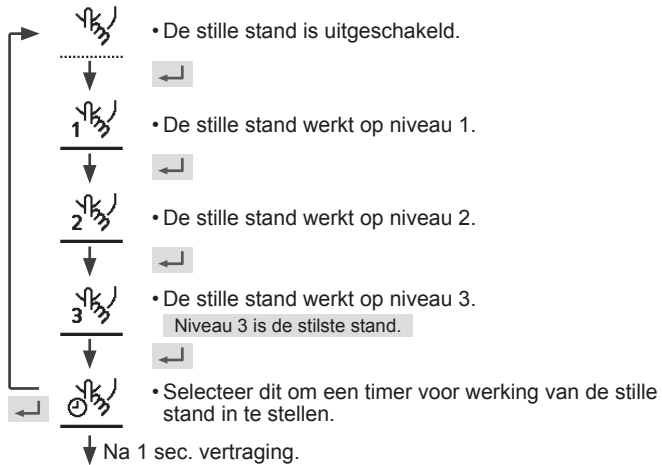 • De stille stand is uitgeschakeld.
1
• De stille stand werkt op niveau 1.
2
• De stille stand werkt op niveau 2.
3
• De stille stand werkt op niveau 3.
Niveau 3 is de stilste stand.
• Selecteer dit om een timer voor werking van de stille
stand in te stellen.
Na 1 sec. vertraging.